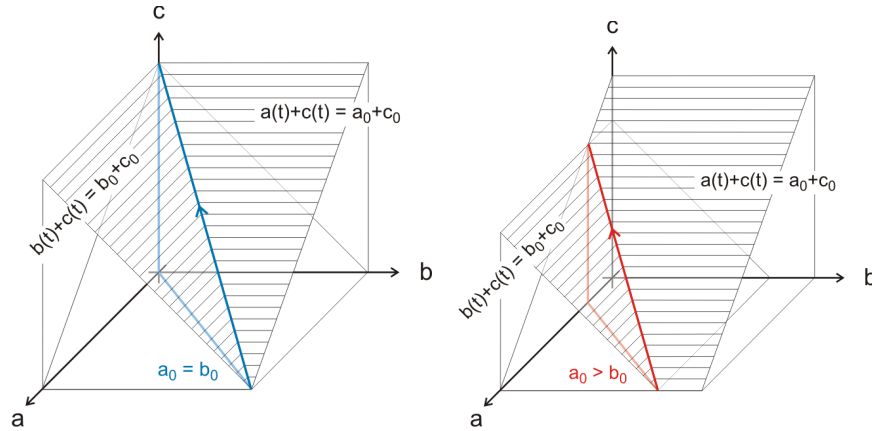 c
a(t)+c(t) = a₀+c₀
b(t)+c(t) = b₀+c₀
b
a₀ = b₀
a
c
a(t)+c(t) = a₀+c₀
b(t)+c(t) = b₀+c₀
b
a₀ > b₀
a